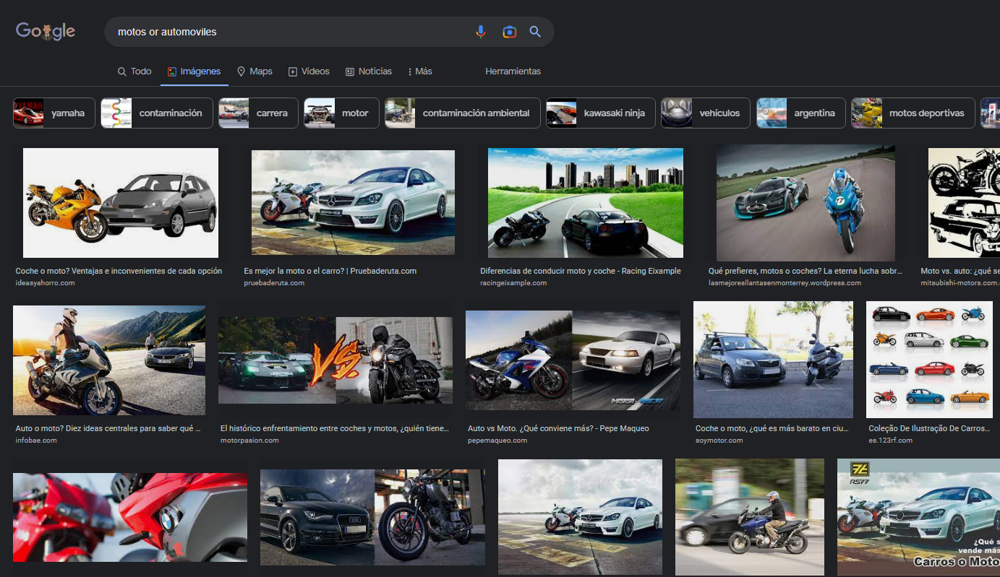 Google
motos or automoviles
Todo
Imágenes
Maps
Vídeos
Noticias
Más
Herramientas
yamaha
contaminación
carrera
motor
contaminación ambiental
kawasaki ninja
vehículos
argentina
motos deportivas
Coche o moto? Ventajas e inconvenientes de cada opción
ideasyahorro.com
Es mejor la moto o el carro? | Pruebaderuta.com
pruebaderuta.com
Diferencias de conducir moto y coche - Racing Eixample
racingeixample.com
Qué prefieres, motos o coches? La eterna lucha sobr...
lasmejoresllantasenmonterrey.wordpress.com
Moto vs. auto: ¿qué se
mitsubishi-motors.com.
VS.
Auto o moto? Diez ideas centrales para saber qué ...
infobae.com
El histórico enfrentamiento entre coches y motos, ¿quién tiene...
motorpasion.com
Auto vs Moto. ¿Qué conviene más? - Pepe Maqueo
pepemaqueo.com
Coche o moto, ¿qué es más barato en ciu...
soymotor.com
Coleção De Ilustração De Carros...
es.123rf.com
RS77
¿Qué s
vende más
Carros o Moto